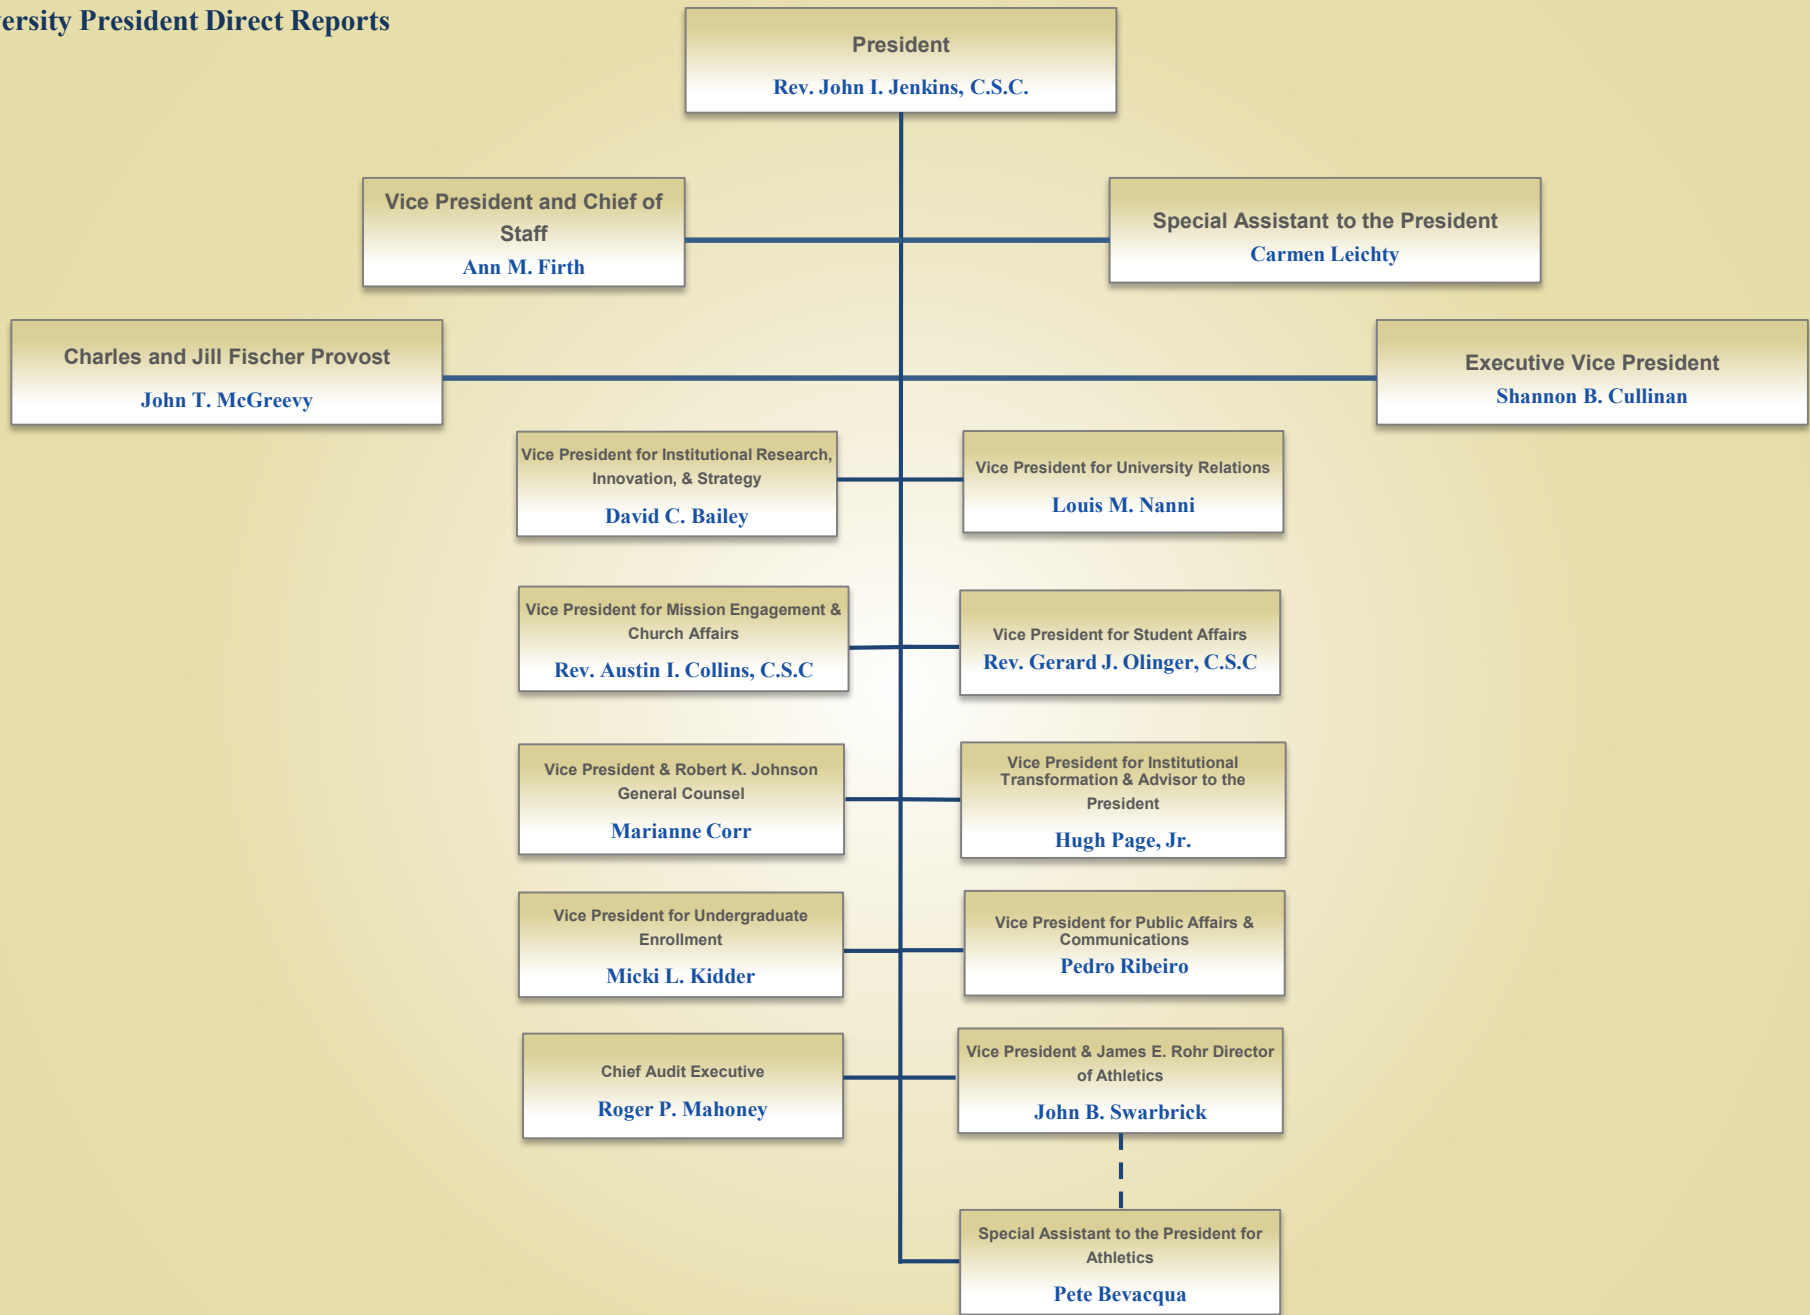 ersity President Direct Reports
President
Rev. John I. Jenkins, C.S.C.
Vice President and Chief of
Staff
Ann M. Firth
Special Assistant to the President
Carmen Leichty
Charles and Jill Fischer Provost
John T. McGreevy
Executive Vice President
Shannon B. Cullinan
Vice President for Institutional Research,
Innovation, & Strategy
David C. Bailey
Vice President for University Relations
Louis M. Nanni
Vice President for Mission Engagement &
Church Affairs
Rev. Austin I. Collins, C.S.C
Vice President for Student Affairs
Rev. Gerard J. Olinger, C.S.C
Vice President & Robert K. Johnson
General Counsel
Marianne Corr
Vice President for Institutional
Transformation & Advisor to the
President
Hugh Page, Jr.
Vice President for Undergraduate
Enrollment
Micki L. Kidder
Vice President for Public Affairs &
Communications
Pedro Ribeiro
Chief Audit Executive
Roger P. Mahoney
Vice President & James E. Rohr Director
of Athletics
John B. Swarbrick
Special Assistant to the President for
Athletics
Pete Bevacqua